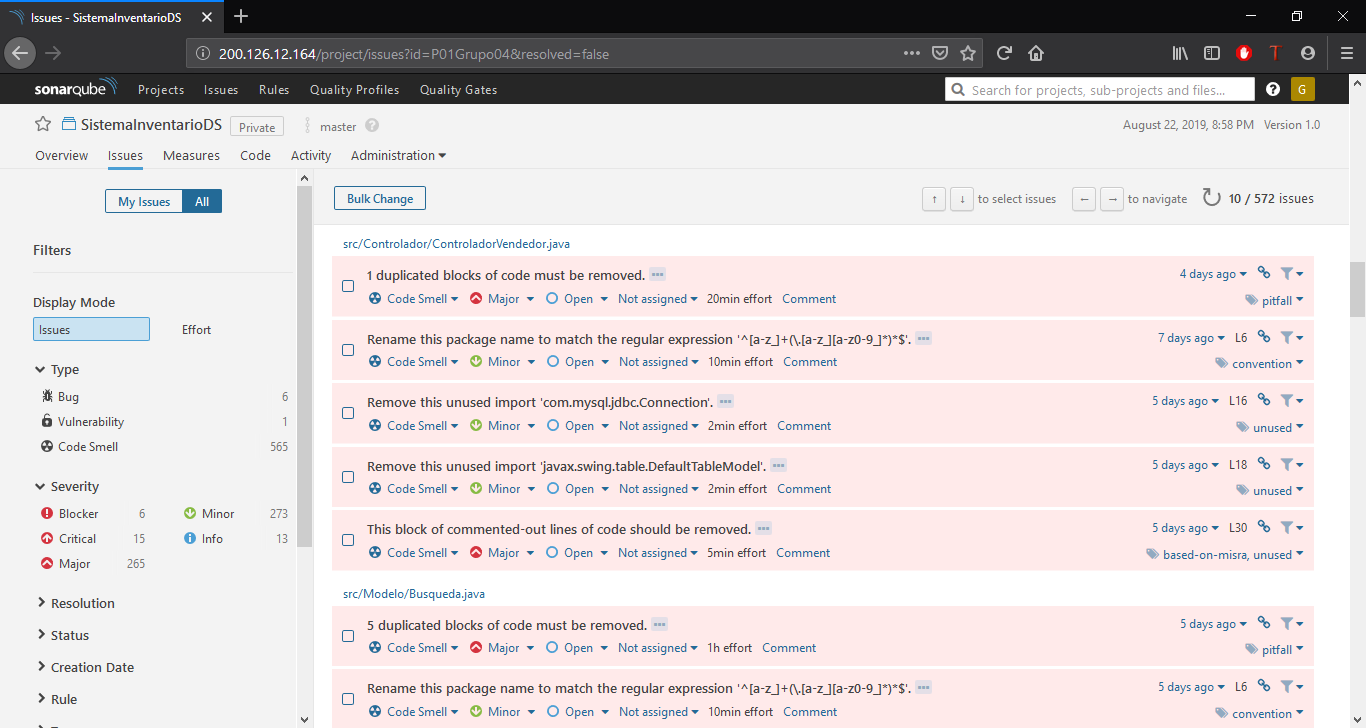 Issues - SistemaInventarioDS
200.126.12.164/project/issues?id=P01Grupo04&resolved=false
sonarqube Projects Issues Rules Quality Profiles Quality Gates Search for projects, sub-projects and files... G
SistemaInventarioDS Private master August 22, 2019, 8:58 PM Version 1.0
Overview Issues Measures Code Activity Administration
My Issues All
Bulk Change ↑ ↓ to select issues ← → to navigate 10 / 572 issues
Filters
Display Mode
Issues Effort
Type
Bug 6
Vulnerability 1
Code Smell 565
Severity
Blocker 6 Minor 273
Critical 15 Info 13
Major 265
Resolution
Status
Creation Date
Rule
src/Controlador/ControladorVendedor.java
1 duplicated blocks of code must be removed. 4 days ago
Code Smell Major Open Not assigned 20min effort Comment pitfall
Rename this package name to match the regular expression '^[a-z_]+(\.[a-z_][a-z0-9_]*)*$'. 7 days ago L6
Code Smell Minor Open Not assigned 10min effort Comment convention
Remove this unused import 'com.mysql.jdbc.Connection'. 5 days ago L16
Code Smell Minor Open Not assigned 2min effort Comment unused
Remove this unused import 'javax.swing.table.DefaultTableModel'. 5 days ago L18
Code Smell Minor Open Not assigned 2min effort Comment unused
This block of commented-out lines of code should be removed. 5 days ago L30
Code Smell Major Open Not assigned 5min effort Comment based-on-misra, unused
src/Modelo/Busqueda.java
5 duplicated blocks of code must be removed. 5 days ago
Code Smell Major Open Not assigned 1h effort Comment pitfall
Rename this package name to match the regular expression '^[a-z_]+(\.[a-z_][a-z0-9_]*)*$'. 5 days ago L6
Code Smell Minor Open Not assigned 10min effort Comment convention